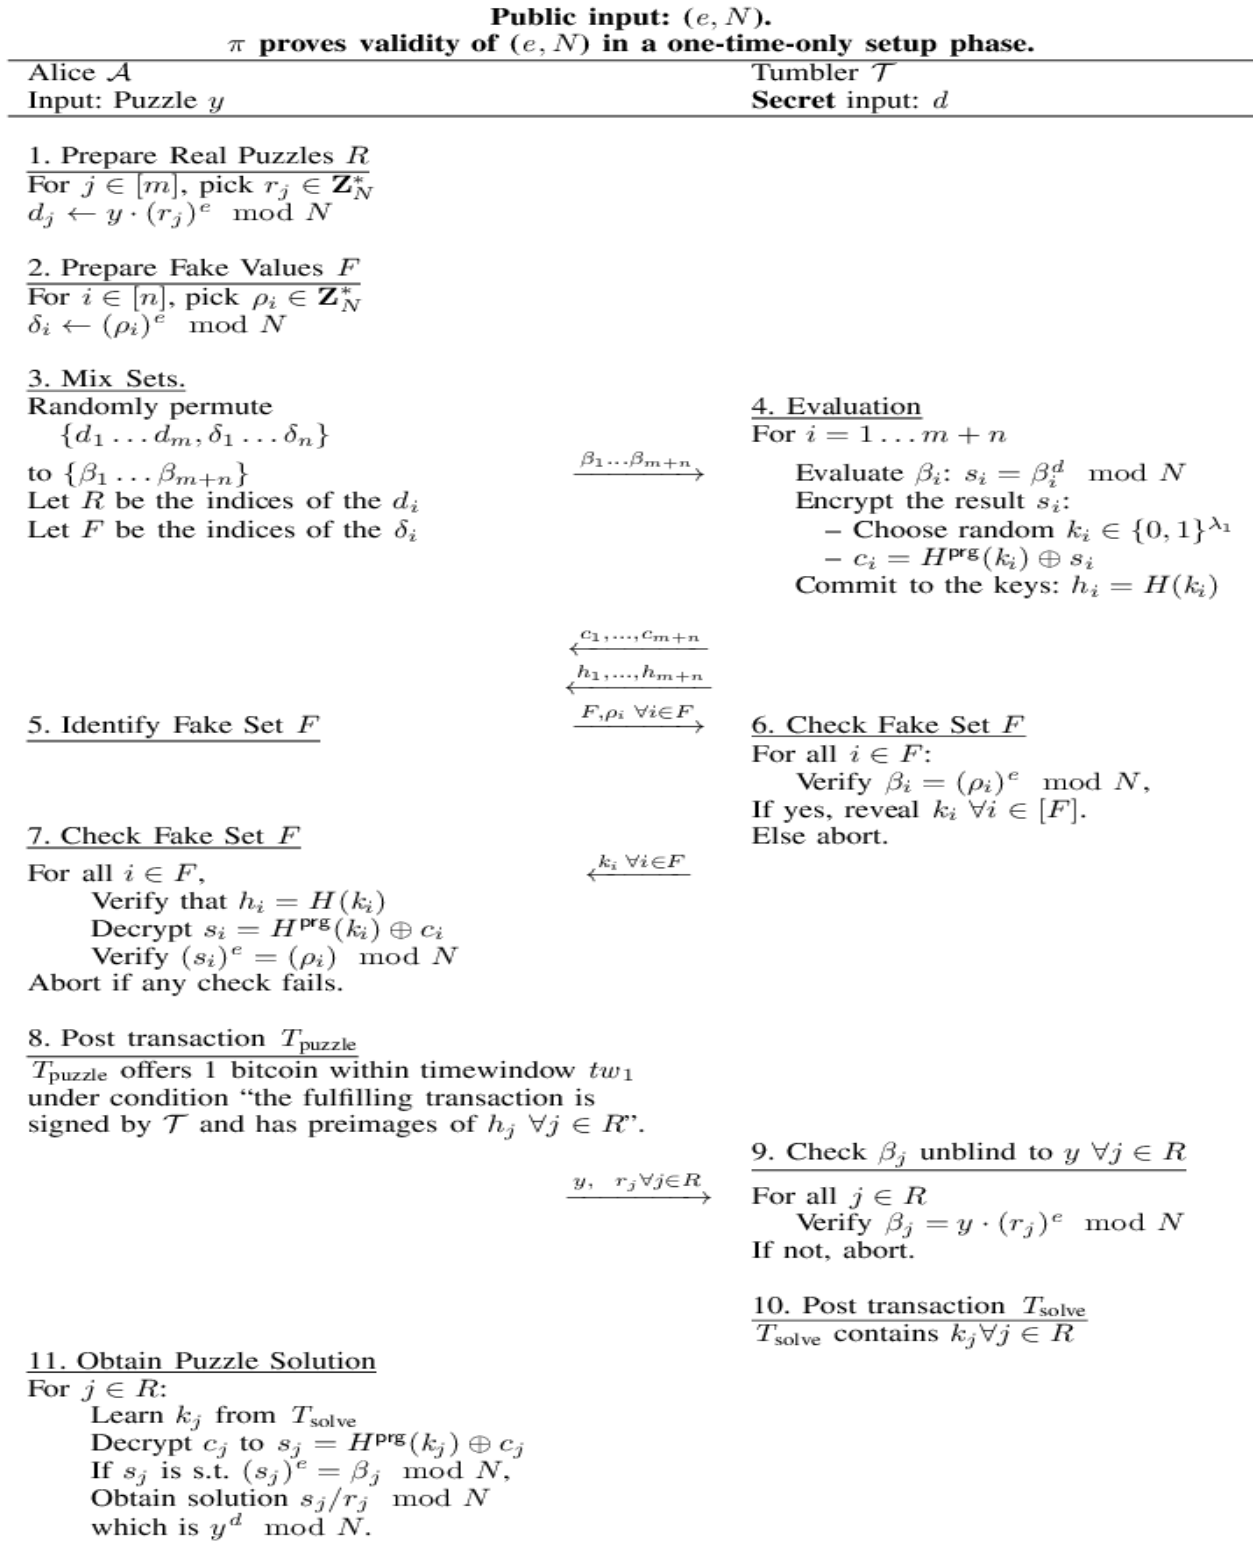 Public input: (e, N).
π proves validity of (e, N) in a one-time-only setup phase.
Alice 𝒜
Input: Puzzle y
Tumbler 𝒯
Secret input: d
1. Prepare Real Puzzles R
For j ∈ [m], pick r_j ∈ Z*_N
d_j ← y · (r_j)^e mod N
2. Prepare Fake Values F
For i ∈ [n], pick ρ_i ∈ Z*_N
δ_i ← (ρ_i)^e mod N
3. Mix Sets.
Randomly permute
{d_1 … d_m, δ_1 … δ_n}
to {β_1 … β_{m+n}}
Let R be the indices of the d_i
Let F be the indices of the δ_i
β_1…β_{m+n}
→
4. Evaluation
For i = 1 … m + n
Evaluate β_i: s_i = β_i^d mod N
Encrypt the result s_i:
– Choose random k_i ∈ {0, 1}^{λ_1}
– c_i = H^prg(k_i) ⊕ s_i
Commit to the keys: h_i = H(k_i)
c_1,…,c_{m+n}
←
h_1,…,h_{m+n}
←
5. Identify Fake Set F
F,ρ_i ∀i∈F
→
6. Check Fake Set F
For all i ∈ F:
Verify β_i = (ρ_i)^e mod N,
If yes, reveal k_i ∀i ∈ [F].
Else abort.
k_i ∀i∈F
←
7. Check Fake Set F
For all i ∈ F,
Verify that h_i = H(k_i)
Decrypt s_i = H^prg(k_i) ⊕ c_i
Verify (s_i)^e = (ρ_i) mod N
Abort if any check fails.
8. Post transaction T_puzzle
T_puzzle offers 1 bitcoin within timewindow tw_1
under condition “the fulfilling transaction is
signed by 𝒯 and has preimages of h_j ∀j ∈ R”.
y, r_j∀j∈R
→
9. Check β_j unblind to y ∀j ∈ R
For all j ∈ R
Verify β_j = y · (r_j)^e mod N
If not, abort.
10. Post transaction T_solve
T_solve contains k_j∀j ∈ R
11. Obtain Puzzle Solution
For j ∈ R:
Learn k_j from T_solve
Decrypt c_j to s_j = H^prg(k_j) ⊕ c_j
If s_j is s.t. (s_j)^e = β_j mod N,
Obtain solution s_j/r_j mod N
which is y^d mod N.